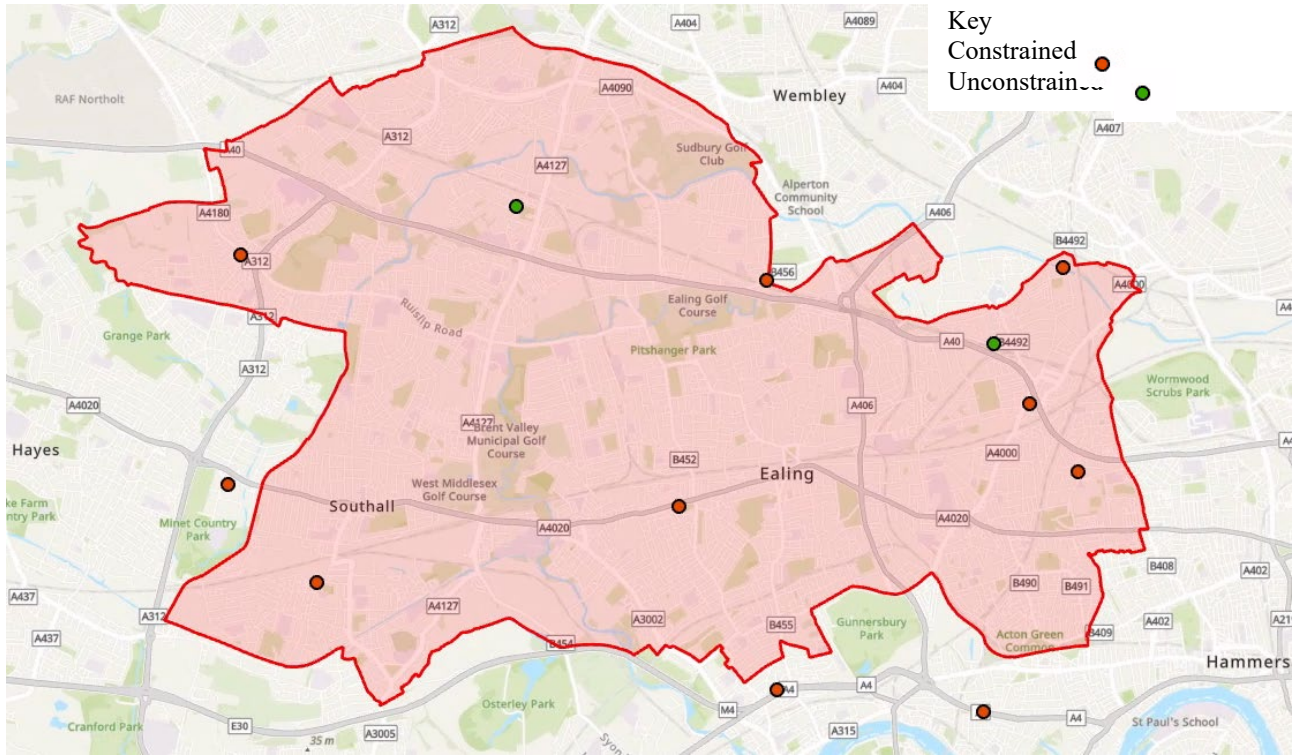 Key
Constrained
Unconstrained
A312
A404
A4089
A4090
RAF Northolt
Wembley
A404
A312
A407
A40
A4127
Sudbury Golf
Club
Alperton
Community
School
A4180
A406
B4492
A312
B456
A4000
Ealing Golf
Course
Ruislip Road
A312
Grange Park
Pitshanger Park
A40
B4492
A312
Wormwood
Scrubs Park
A4020
A406
A4127
Brent Valley
Municipal Golf
Course
Hayes
B452
A4000
Ealing
West Middlesex
Golf Course
Southall
ntry Park
Minet Country
Park
A4020
A4020
B408
A402
A437
B490
B491
A312
A4127
A3002
B455
Gunnersbury
Park
A402
A437
B454
Acton Green
Common
B409
Hammers
A4
A4
Osterley Park
M4
A4
St Paul's School
Cranford Park
E30
A3005
A315
35 m